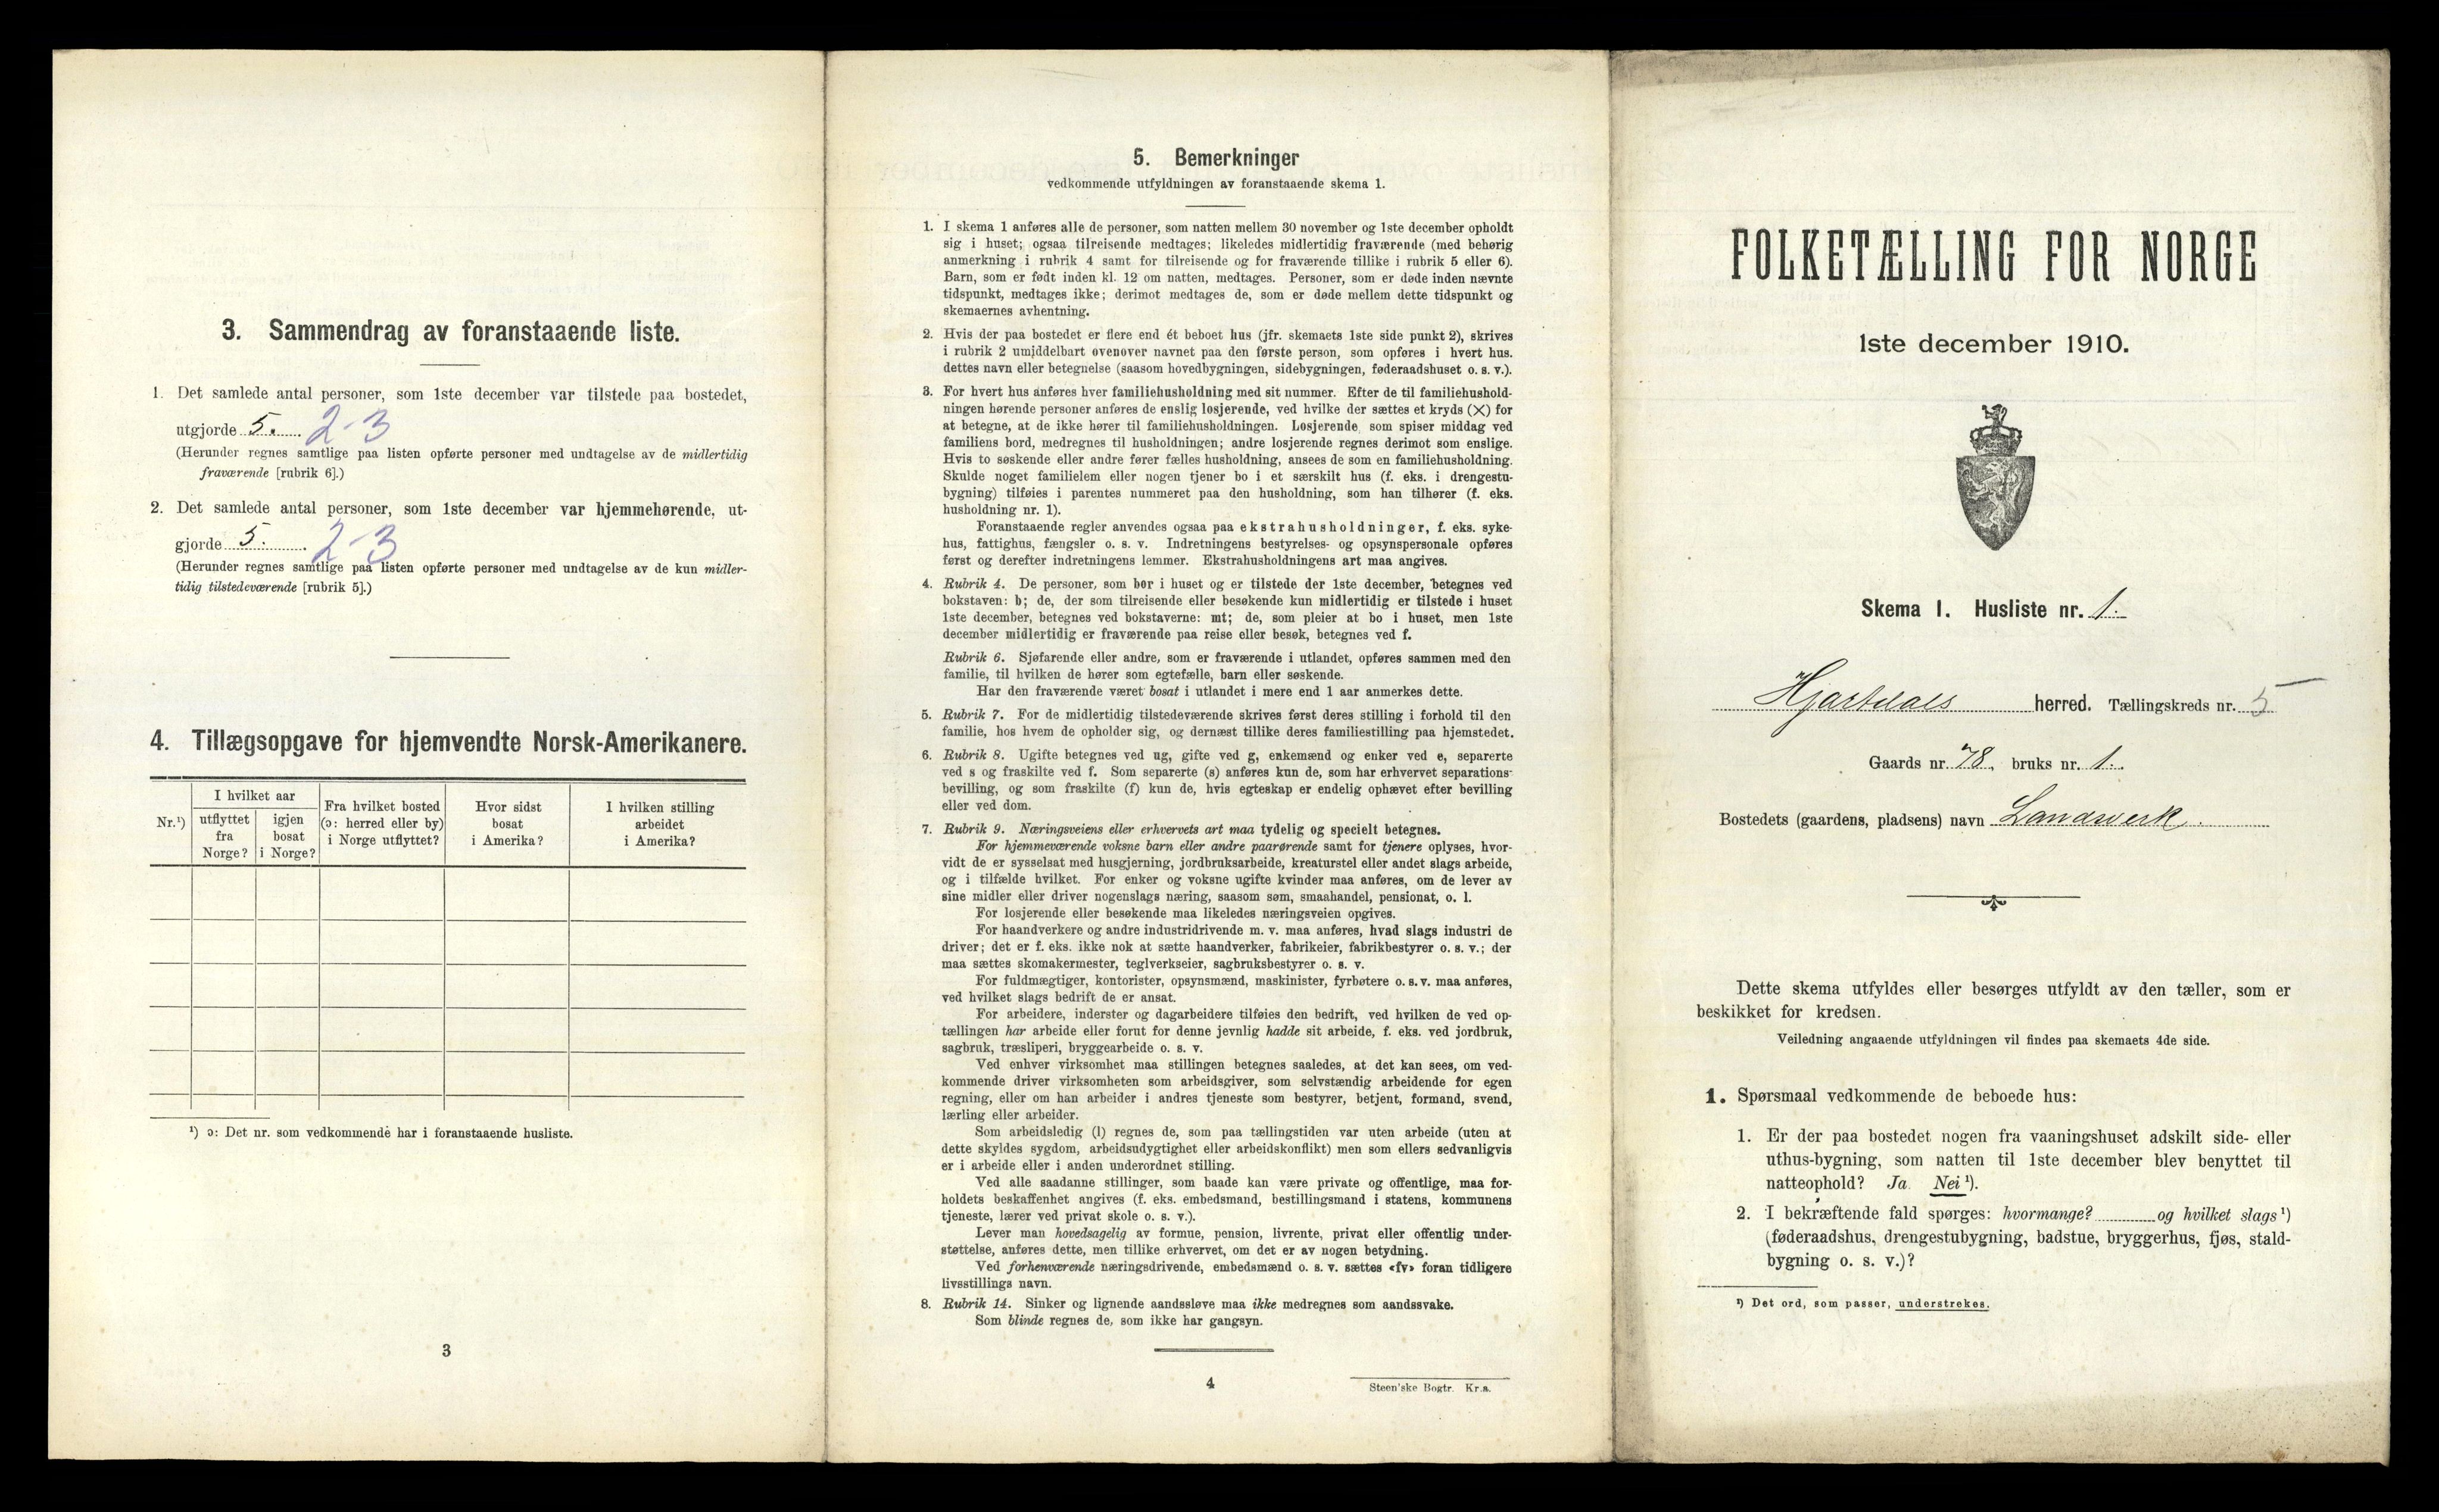 3. Sammendrag av foranstaaende liste.
1. Det samlede antal personer, som 1ste december var tilstede paa bostedet,
utgjorde 5. 2-3
(Herunder regnes samtlige paa listen opførte personer med undtagelse av de midlertidig
fraværende [rubrik 6].)
2. Det samlede antal personer, som 1ste december var hjemmehørende, ut-
gjorde 5. 2-3
(Herunder regnes samtlige paa listen opførte personer med undtagelse av de kun midler-
tidig tilstedeværende [rubrik 5].)
4. Tillægsopgave for hjemvendte Norsk-Amerikanere.
Nr.¹)
I hvilket aar
utflyttet
fra
Norge?
igjen
bosat
i Norge?
Fra hvilket bosted
(ɔ: herred eller by)
i Norge utflyttet?
Hvor sidst
bosat
i Amerika?
I hvilken stilling
arbeidet
i Amerika?
¹) ɔ: Det nr. som vedkommende har i foranstaaende husliste.
3
5. Bemerkninger
vedkommende utfyldningen av foranstaaende skema 1.
1. I skema 1 anføres alle de personer, som natten mellem 30 november og 1ste december opholdt
sig i huset; ogsaa tilreisende medtages; likeledes midlertidig fraværende (med behørig
anmerkning i rubrik 4 samt for tilreisende og for fraværende tillike i rubrik 5 eller 6).
Barn, som er født inden kl. 12 om natten, medtages. Personer, som er døde inden nævnte
tidspunkt, medtages ikke; derimot medtages de, som er døde mellem dette tidspunkt og
skemaernes avhentning.
2. Hvis der paa bostedet er flere end ét beboet hus (jfr. skemaets 1ste side punkt 2), skrives
i rubrik 2 umiddelbart ovenover navnet paa den første person, som opføres i hvert hus.
dettes navn eller betegnelse (saasom hovedbygningen, sidebygningen, føderaadshuset o. s. v.).
3. For hvert hus anføres hver familiehusholdning med sit nummer. Efter de til familiehushold-
ningen hørende personer anføres de enslig losjerende, ved hvilke der sættes et kryds (×) for
at betegne, at de ikke hører til familiehusholdningen. Losjerende som spiser middag ved
familiens bord, medregnes til husholdningen; andre losjerende regnes derimot som enslige.
Hvis to søskende eller andre fører fælles husholdning, ansees de som en familiehusholdning.
Skulde noget familielem eller nogen tjener bo i et særskilt hus (f. eks. i drengestu-
bygning) tilføies i parentes nummeret paa den husholdning, som han tilhører (f. eks.
husholdning nr. 1).
Foranstaaende regler anvendes ogsaa paa ekstrahusholdninger, f. eks. syke-
hus, fattighus, fængsler o. s. v. Indretningens bestyrelses- og opsynspersonale opføres
først og derefter indretningens lemmer. Ekstrahusholdningens art maa angives.
4. Rubrik 4. De personer, som bor i huset og er tilstede der 1ste december, betegnes ved
bokstaven: b; de, der som tilreisende eller besøkende kun midlertidig er tilstede i huset
1ste december, betegnes ved bokstaverne: mt; de, som pleier at bo i huset, men 1ste
december midlertidig er fraværende paa reise eller besøk, betegnes ved f.
Rubrik 6. Sjøfarende eller andre, som er fraværende i utlandet, opføres sammen med den
familie, til hvilken de hører som egtefælle, barn eller søskende.
Har den fraværende været bosat i utlandet i mere end 1 aar anmerkes dette.
5. Rubrik 7. For de midlertidig tilstedeværende skrives først deres stilling i forhold til den
familie, hos hvem de opholder sig, og dernæst tillike deres familiestilling paa hjemstedet.
6. Rubrik 8. Ugifte betegnes ved ug, gifte ved g, enkemænd og enker ved e, separerte
ved s og fraskilte ved f. Som separerte (s) anføres kun de, som har erhvervet separations-
bevilling, og som fraskilte (f) kun de, hvis egteskap er endelig ophævet efter bevilling
eller ved dom.
7. Rubrik 9. Næringsveiens eller erhvervets art maa tydelig og specielt betegnes.
For hjemmeværende voksne barn eller andre paarørende samt for tjenere oplyses, hvor-
vidt de er sysselsat med husgjerning, jordbruksarbeide, kreaturstel eller andet slags arbeide,
og i tilfælde hvilket. For enker og voksne ugifte kvinder maa anføres, om de lever av
sine midler eller driver nogenslags næring, saasom søm, smaahandel, pensionat, o. l.
For losjerende eller besøkende maa likeledes næringsveien opgives.
For haandverkere og andre industridrivende m. v. maa anføres, hvad slags industri de
driver; det er f. eks. ikke nok at sætte haandverker, fabrikeier, fabrikbestyrer o. s. v.; der
maa sættes skomakermester, teglverkseier, sagbruksbestyrer o. s. v.
For fuldmægtiger, kontorister, opsynsmænd, maskinister, fyrbøtere o. s. v. maa anføres,
ved hvilket slags bedrift de er ansat.
For arbeidere, inderster og dagarbeidere tilføies den bedrift, ved hvilken de ved op-
tællingen har arbeide eller forut for denne jevnlig hadde sit arbeide, f. eks. ved jordbruk,
sagbruk, træsliperi, bryggearbeide o. s. v.
Ved enhver virksomhet maa stillingen betegnes saaledes, at det kan sees, om ved-
kommende driver virksomheten som arbeidsgiver, som selvstændig arbeidende for egen
regning, eller om han arbeider i andres tjeneste som bestyrer, betjent, formand, svend,
lærling eller arbeider.
Som arbeidsledig (l) regnes de, som paa tællingstiden var uten arbeide (uten at
dette skyldes sygdom, arbeidsudygtighet eller arbeidskonflikt) men som ellers sedvanligvis
er i arbeide eller i anden underordnet stilling.
Ved alle saadanne stillinger, som baade kan være private og offentlige, maa for-
holdets beskaffenhet angives (f. eks. embedsmand, bestillingsmand i statens, kommunens
tjeneste, lærer ved privat skole o. s. v.).
Lever man hovedsagelig av formue, pension, livrente, privat eller offentlig under-
støttelse, anføres dette, men tillike erhvervet, om det er av nogen betydning.
Ved forhenværende næringsdrivende, embedsmænd o. s. v. sættes «fv» foran tidligere
livsstillings navn.
8. Rubrik 14. Sinker og lignende aandssløve maa ikke medregnes som aandssvake.
Som blinde regnes de, som ikke har gangsyn.
4
Steen'ske Bogtr. Kr.a.
FOLKETÆLLING FOR NORGE
1ste december 1910.
Skema 1. Husliste nr. 1.
Hjartdals herred. Tællingskreds nr. 5
Gaards nr. 78, bruks nr. 1.
Bostedets (gaardens, pladsens) navn Landsverk.
Dette skema utfyldes eller besørges utfyldt av den tæller, som er
beskikket for kredsen.
Veiledning angaaende utfyldningen vil findes paa skemaets 4de side.
1. Spørsmaal vedkommende de beboede hus:
1. Er der paa bostedet nogen fra vaaningshuset adskilt side- eller
uthus-bygning, som natten til 1ste december blev benyttet til
natteophold? Ja. Nei ¹).
2. I bekræftende fald spørges: hvormange? og hvilket slags ¹)
(føderaadshus, drengestubygning, badstue, bryggerhus, fjøs, stald-
bygning o. s. v.)?
¹) Det ord, som passer, understrekes.